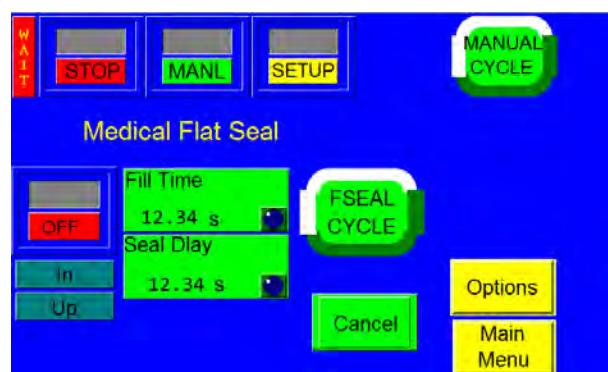 WAIT
STOP
MANL
SETUP
MANUAL
CYCLE
Medical Flat Seal
OFF
Fill Time
12.34 s
Seal Dlay
12.34 s
FSEAL
CYCLE
In
Up
Cancel
Options
Main
Menu